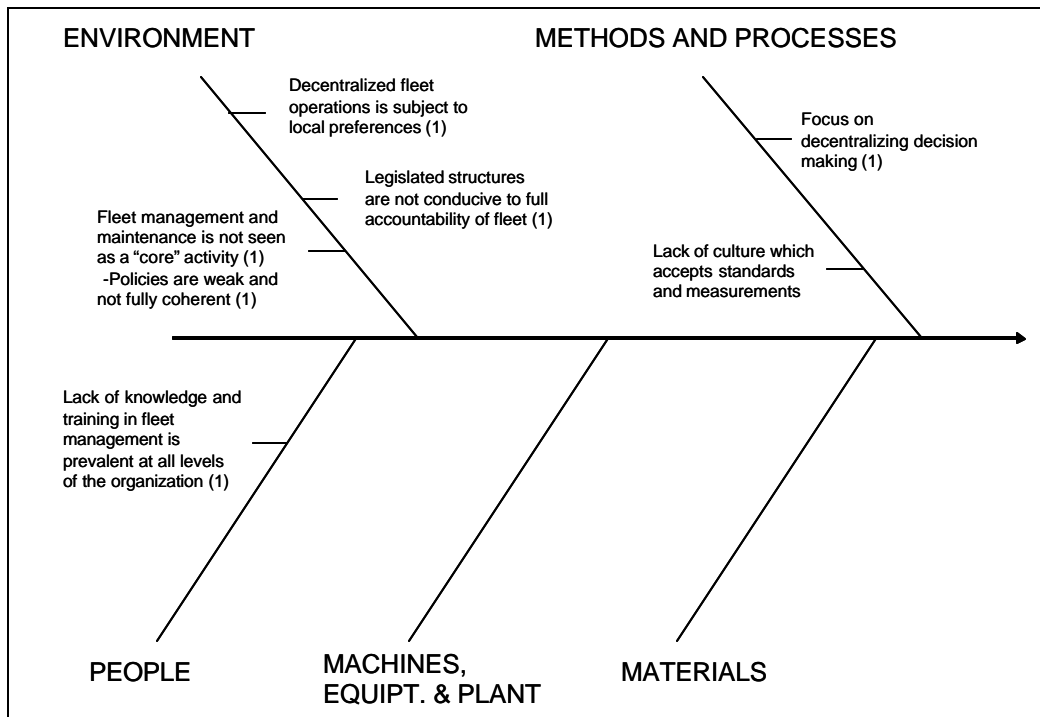 ENVIRONMENT
METHODS AND PROCESSES
Decentralized fleet
operations is subject to
local preferences (1)
Legislated structures
are not conducive to full
accountability of fleet (1)
Fleet management and
maintenance is not seen
as a “core” activity (1)
-Policies are weak and
not fully coherent (1)
Focus on
decentralizing decision
making (1)
Lack of culture which
accepts standards
and measurements
Lack of knowledge and
training in fleet
management is
prevalent at all levels
of the organization (1)
PEOPLE
MACHINES,
EQUIPT. & PLANT
MATERIALS